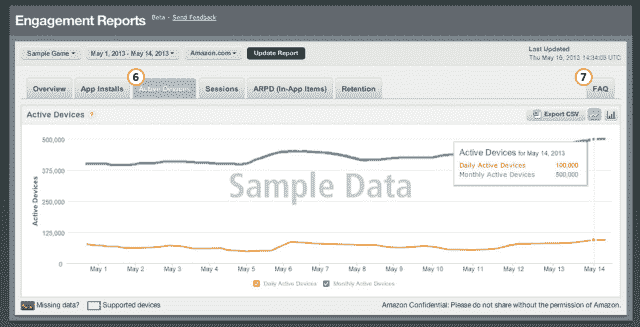 Engagement Reports Beta - Send Feedback
Sample Game May 1, 2013 - May 14, 2013 Amazon.com Update Report
Last Updated
Thu May 16, 2013 14:34:09 UTC
6 7
Overview App Installs Active Devices Sessions ARPD (In-App Items) Retention FAQ
Active Devices ? Export CSV
500,000
375,000
250,000
125,000
0
Active Devices
Active Devices for May 14, 2013
Daily Active Devices 100,000
Monthly Active Devices 500,000
Sample Data
May 1 May 2 May 3 May 4 May 5 May 6 May 7 May 8 May 9 May 10 May 11 May 12 May 13 May 14
Daily Active Devices Monthly Active Devices
Missing data? Supported devices Amazon Confidential: Please do not share without the permission of Amazon.